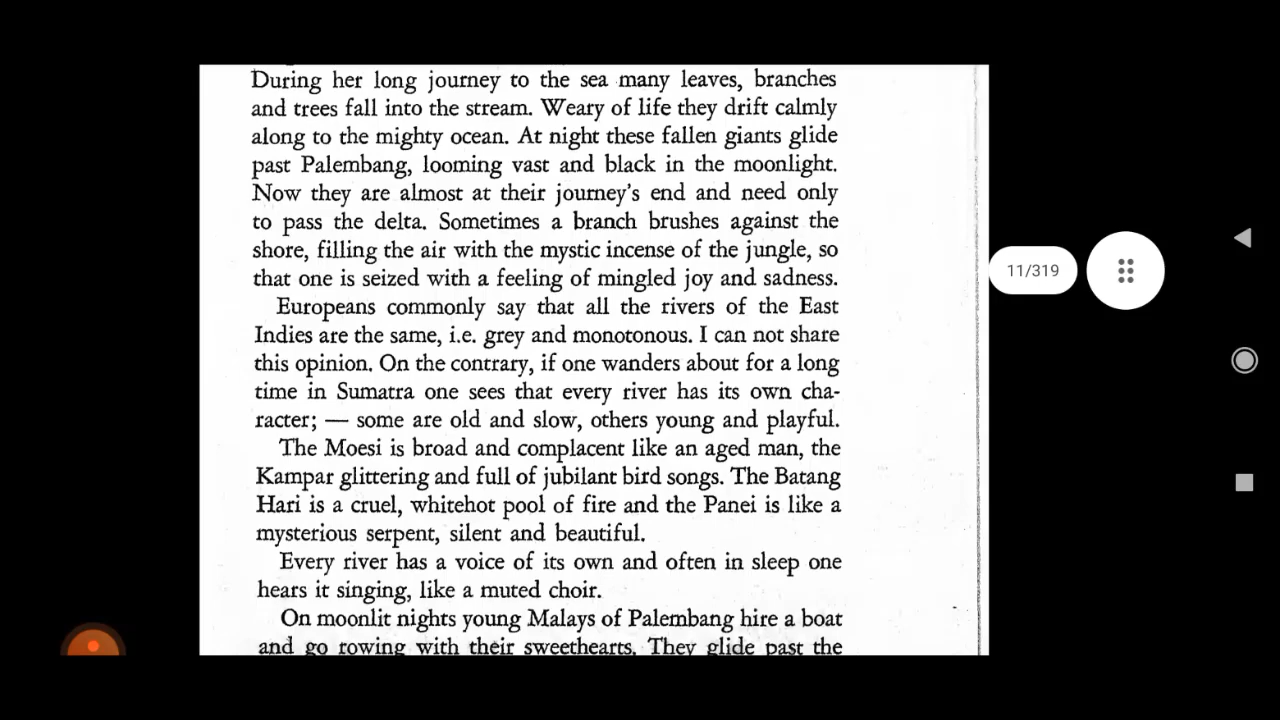 During her long journey to the sea many leaves, branches
and trees fall into the stream. Weary of life they drift calmly
along to the mighty ocean. At night these fallen giants glide
past Palembang, looming vast and black in the moonlight.
Now they are almost at their journey's end and need only
to pass the delta. Sometimes a branch brushes against the
shore, filling the air with the mystic incense of the jungle, so
that one is seized with a feeling of mingled joy and sadness.
Europeans commonly say that all the rivers of the East
Indies are the same, i.e. grey and monotonous. I can not share
this opinion. On the contrary, if one wanders about for a long
time in Sumatra one sees that every river has its own cha-
racter; — some are old and slow, others young and playful.
The Moesi is broad and complacent like an aged man, the
Kampar glittering and full of jubilant bird songs. The Batang
Hari is a cruel, whitehot pool of fire and the Panei is like a
mysterious serpent, silent and beautiful.
Every river has a voice of its own and often in sleep one
hears it singing, like a muted choir.
On moonlit nights young Malays of Palembang hire a boat
and go rowing with their sweethearts. They glide past the
11/319